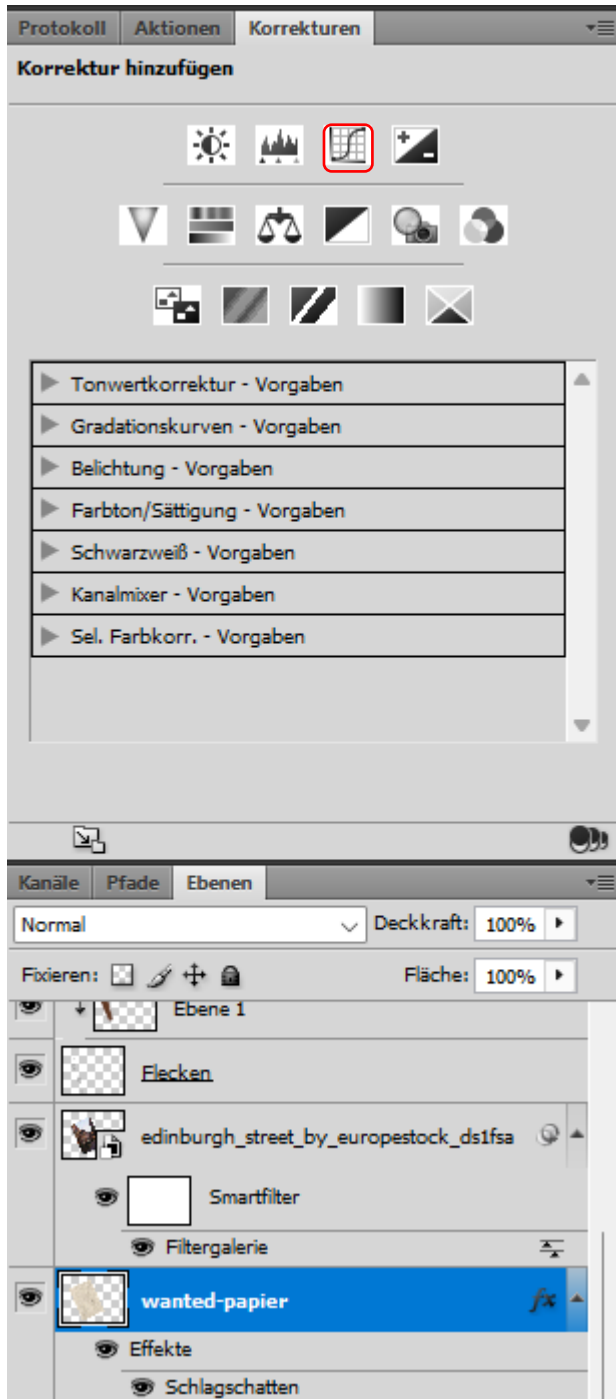 Protokoll Aktionen Korrekturen
Korrektur hinzufügen
Tonwertkorrektur - Vorgaben
Gradationskurven - Vorgaben
Belichtung - Vorgaben
Farbton/Sättigung - Vorgaben
Schwarzweiß - Vorgaben
Kanalmixer - Vorgaben
Sel. Farbkorr. - Vorgaben
Kanäle Pfade Ebenen
Normal Deckkraft: 100%
Fixieren: Fläche: 100%
Ebene 1
Flecken
edinburgh_street_by_europestock_ds1fsa
Smartfilter
Filtergalerie
wanted-papier fx
Effekte
Schlagschatten